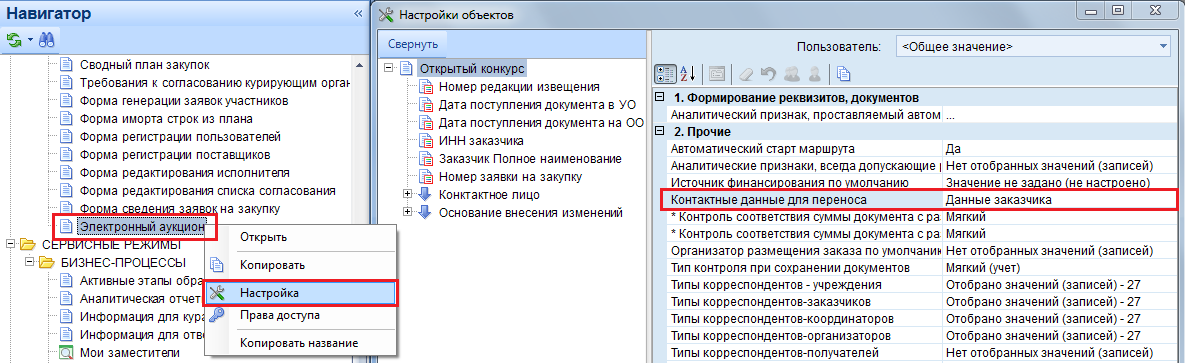 Навигатор
Сводный план закупок
Требования к согласованию курирующим орган
Форма генерации заявок участников
Форма иморта строк из плана
Форма регистрации пользователей
Форма регистрации поставщиков
Форма редактирования исполнителя
Форма редактирования списка согласования
Форма сведения заявок на закупку
Электронный аукцион
СЕРВИСНЫЕ РЕЖИМЫ
БИЗНЕС-ПРОЦЕССЫ
Активные этапы обра
Аналитическая отчет
Информация для кура
Информация для отве
Мои заместители
Открыть
Копировать
Настройка
Права доступа
Копировать название
Настройки объектов
Свернуть
Открытый конкурс
Номер редакции извещения
Дата поступления документа в УО
Дата поступления документа на ОО
ИНН заказчика
Заказчик Полное наименование
Номер заявки на закупку
Конктактное лицо
Основание внесения изменений
Пользователь: <Общее значение>
1. Формирование реквизитов, документов
Аналитический признак, проставляемый автом ...
2. Прочие
Автоматический старт маршрута Да
Аналитические признаки, всегда допускающие р Нет отобранных значений (записей)
Источник финансирования по умолчанию Значение не задано (не настроено)
Контактные данные для переноса Данные заказчика
* Контроль соответствия суммы документа с ра Мягкий
* Контроль соответствия суммы документа с ра Мягкий
Организатор размещения заказа по умолчанию Нет отобранных значений (записей)
Тип контроля при сохранении документов Мягкий (учет)
Типы корреспондентов - учреждения Отобрано значений (записей) - 27
Типы корреспондентов-заказчиков Отобрано значений (записей) - 27
Типы корреспондентов-координаторов Отобрано значений (записей) - 27
Типы корреспондентов-организаторов Отобрано значений (записей) - 27
Типы корреспондентов-получателей Нет отобранных значений (записей)